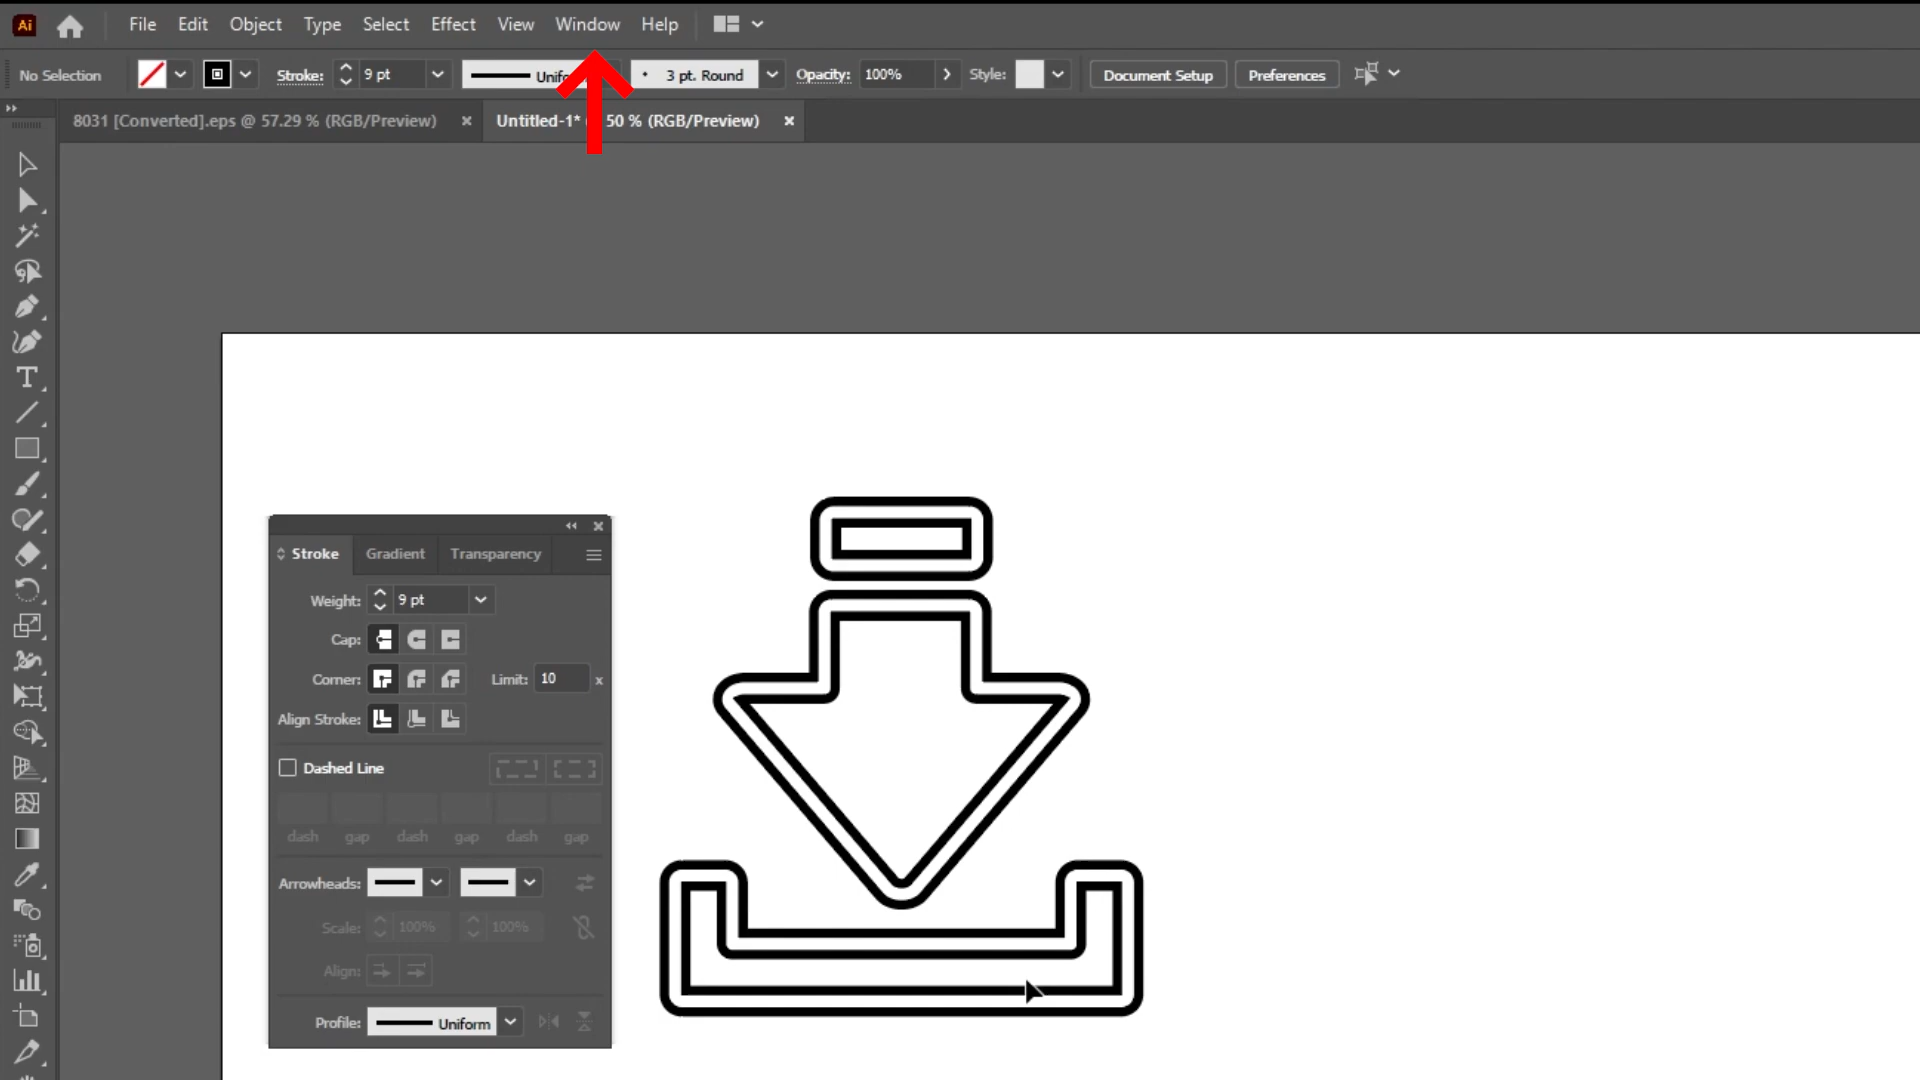 Ai File Edit Object Type Select Effect View Window Help
No Selection Stroke: 9 pt 3 pt. Round Opacity: 100% Style: Document Setup Preferences
8031 [Converted].eps @ 57.29 % (RGB/Preview) × Untitled-1* 50 % (RGB/Preview) ×
Stroke Gradient Transparency
Weight: 9 pt
Cap:
Corner: Limit: 10 x
Align Stroke:
Dashed Line
dash gap dash gap dash gap
Arrowheads:
Scale: 100% 100%
Align:
Profile: Uniform